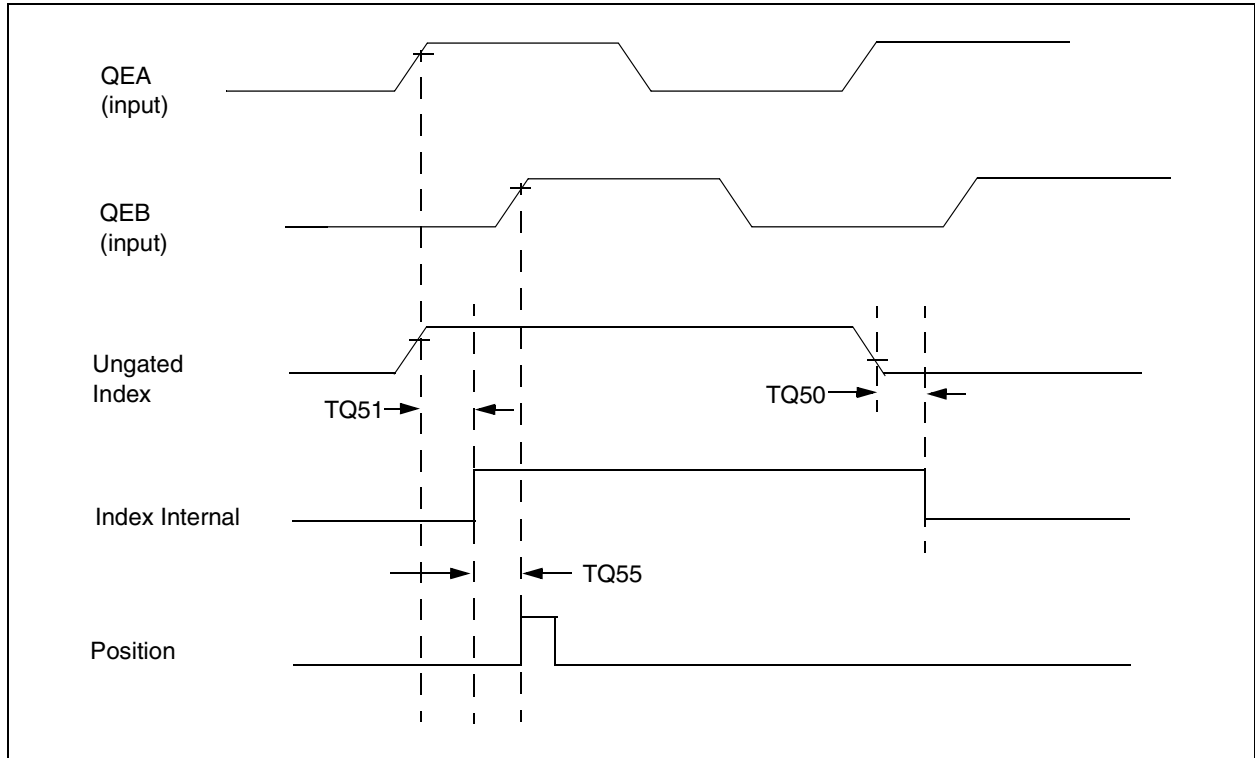 QEA
(input)
QEB
(input)
Ungated
Index
TQ51
TQ50
Index Internal
TQ55
Position